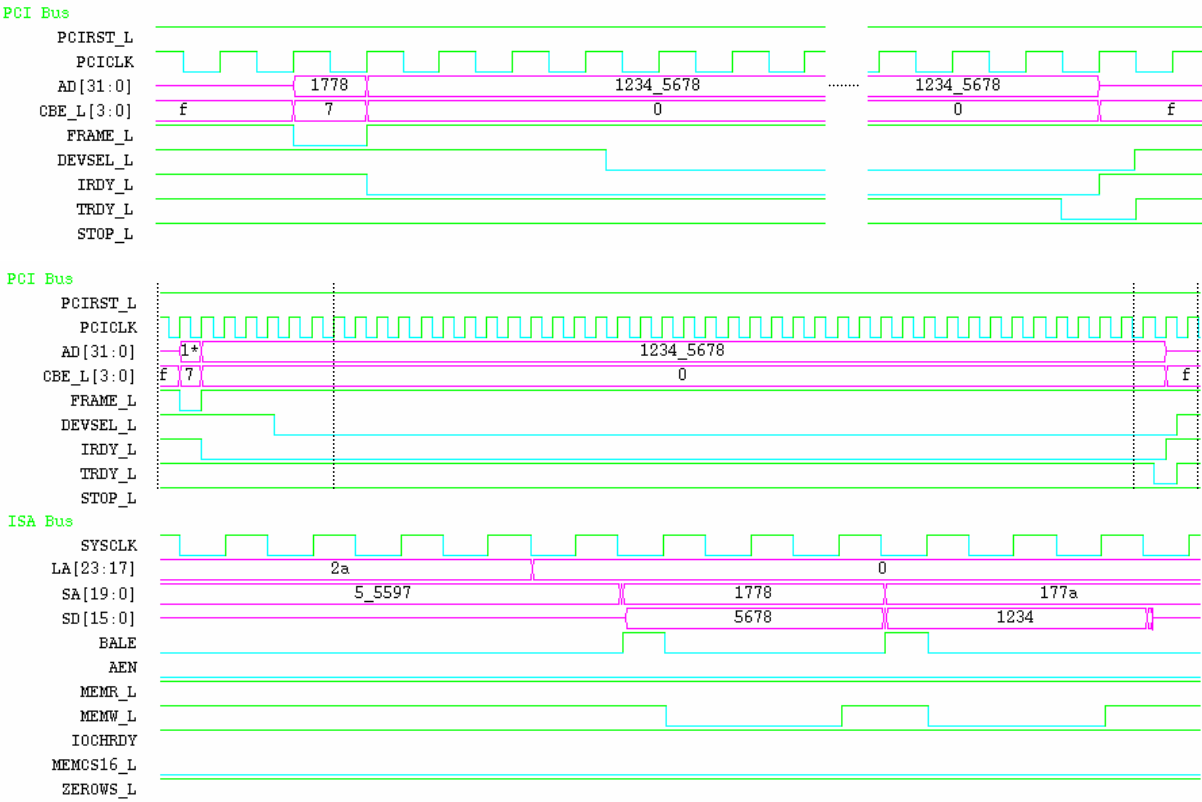 PCI Bus
PCIRST_L
PCICLK
AD[31:0] 1778 1234_5678 ........ 1234_5678
CBE_L[3:0] f 7 0 0 f
FRAME_L
DEVSEL_L
IRDY_L
TRDY_L
STOP_L
PCI Bus
PCIRST_L
PCICLK
AD[31:0] 1* 1234_5678
CBE_L[3:0] f 7 0 f
FRAME_L
DEVSEL_L
IRDY_L
TRDY_L
STOP_L
ISA Bus
SYSCLK
LA[23:17] 2a 0
SA[19:0] 5_5597 1778 177a
SD[15:0] 5678 1234
BALE
AEN
MEMR_L
MEMW_L
IOCHRDY
MEMCS16_L
ZEROWS_L